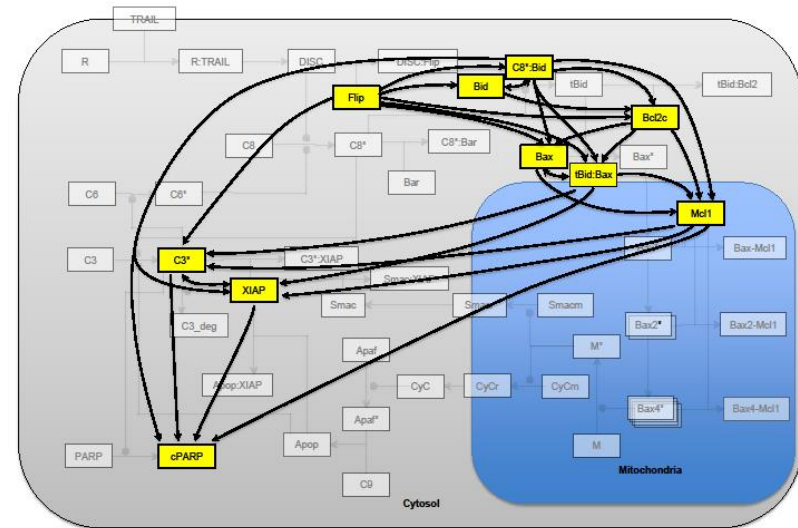 TRAIL
R
R:TRAIL
DISC
DISC:Flip
C8*:Bid
Bid
tBid
tBid:Bcl2
Flip
Bcl2c
C8
C8*
C8*:Bar
Bax
Bax*
Bar
tBid:Bax
C6
C6*
Mcl1
C3
C3*
C3*:XIAP
Bax-Mcl1
Smac:XIAP
XIAP
Smac
Smacm
C3_deg
Bax2*
Bax2-Mcl1
Apaf
M*
Apop:XIAP
CyC
CyCr
CyCm
Apaf*
Bax4*
Bax4-Mcl1
PARP
cPARP
Apop
M
C9
Mitochondria
Cytosol